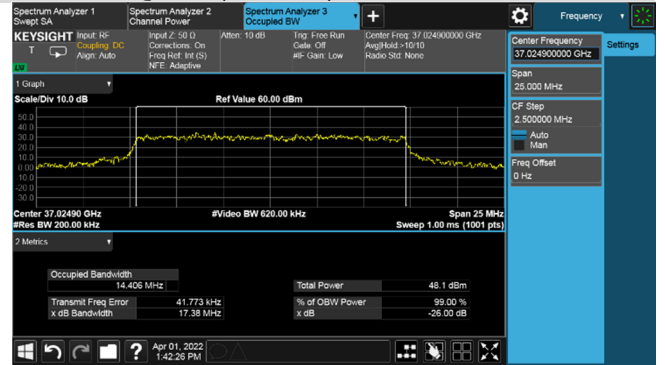 Spectrum Analyzer 1
Swept SA
Spectrum Analyzer 2
Channel Power
Spectrum Analyzer 3
Occupied BW
Frequency
KEYSIGHT
Input: RF
Coupling: DC
Align: Auto
Input Z: 50 Ω
Corrections: On
Freq Ref: Int (S)
NFE: Adaptive
Atten: 10 dB
Trig: Free Run
Gate: Off
#IF Gain: Low
Center Freq: 37.024900000 GHz
Avg|Hold:>10/10
Radio Std: None
Center Frequency
37.024900000 GHz
Settings
Span
25.000 MHz
CF Step
2.500000 MHz
Auto
Man
Freq Offset
0 Hz
1 Graph
Scale/Div 10.0 dB
Ref Value 60.00 dBm
50.0
40.0
30.0
20.0
10.0
0.00
-10.0
-20.0
-30.0
Center 37.02490 GHz
#Video BW 620.00 kHz
Span 25 MHz
#Res BW 200.00 kHz
Sweep 1.00 ms (1001 pts)
2 Metrics
Occupied Bandwidth
14.406 MHz
Total Power
48.1 dBm
Transmit Freq Error
41.773 kHz
% of OBW Power
99.00 %
x dB Bandwidth
17.38 MHz
x dB
-26.00 dB
Apr 01, 2022
1:42:26 PM